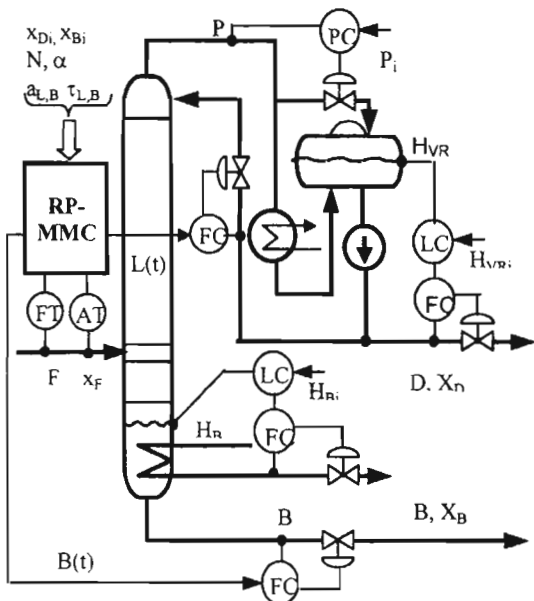 x_Di, x_Bi
N, α
a_L,B τ_L,B
P
PC
P_i
H_VR
RP-
MMC
L(t)
FC
LC
H_VRi
FC
FT
AT
F
x_F
D, X_D
LC
H_Bi
H_B
FC
B
B, X_B
B(t)
FC